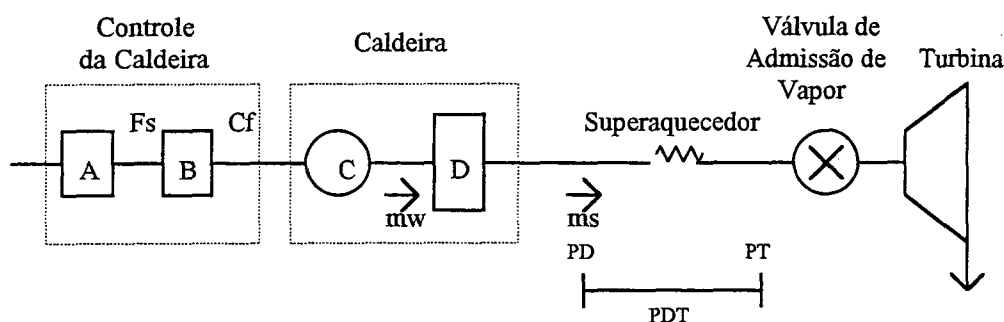 Controle
da Caldeira
Caldeira
Válvula de
Admissão de
Vapor
Turbina
Superaquecedor
A
Fs
B
Cf
C
mw
D
ms
PD
PT
PDT